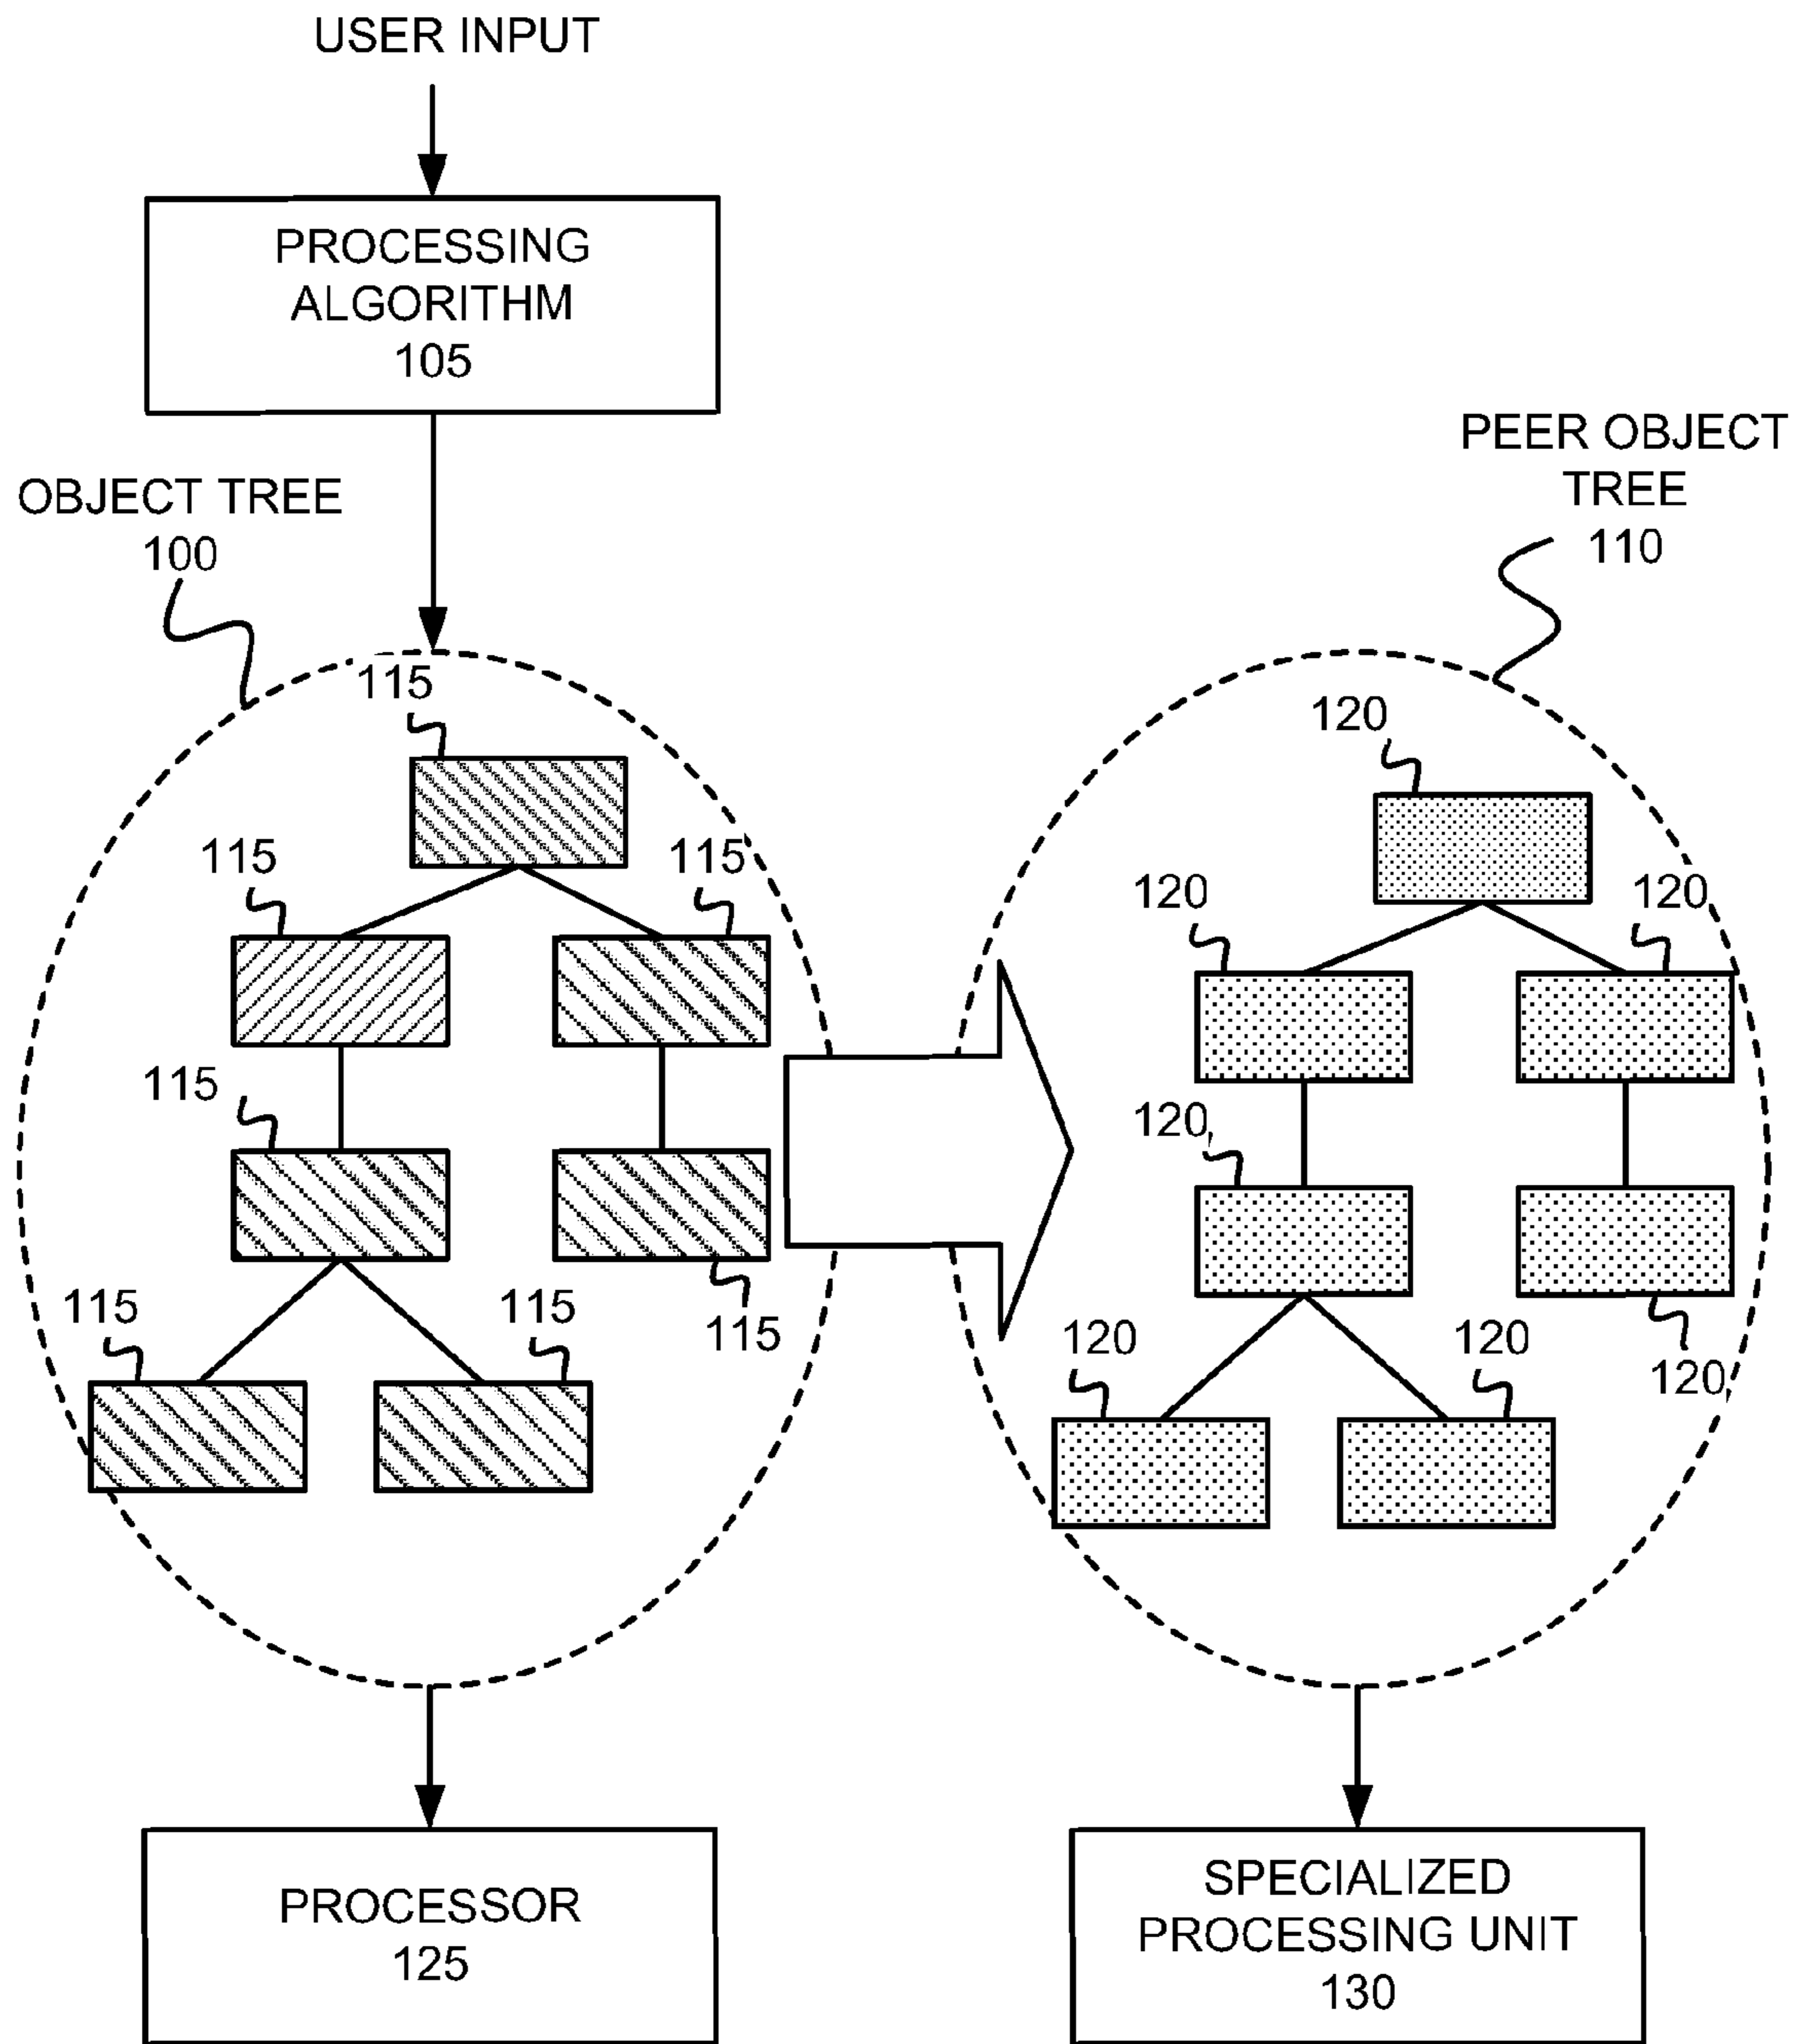 USER INPUT
PROCESSING
ALGORITHM
105
PEER OBJECT
TREE
110
OBJECT TREE
100
115
120
115
115
120
120
115
120
115
115
115
120
120
120
PROCESSOR
125
SPECIALIZED
PROCESSING UNIT
130